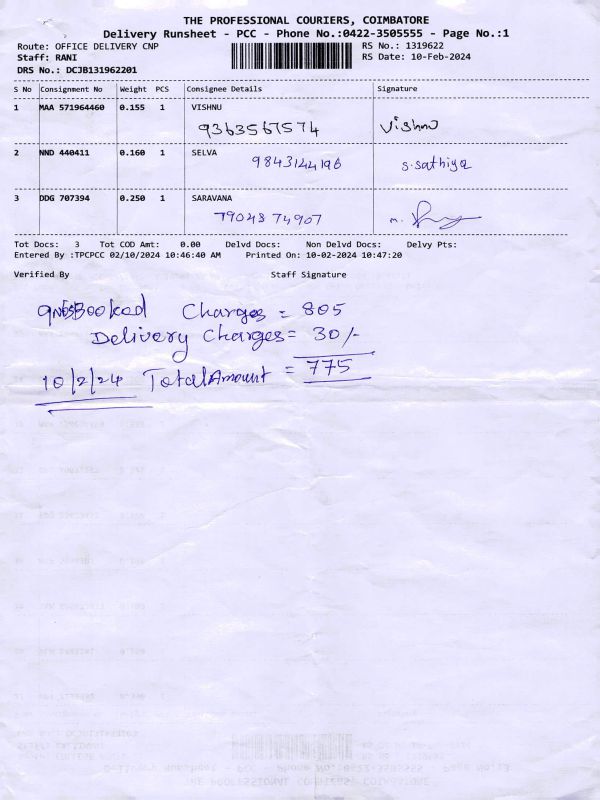 THE PROFESSIONAL COURIERS, COIMBATORE
Delivery Runsheet - PCC - Phone No.:0422-3505555 - Page No.:1
Route: OFFICE DELIVERY CNP RS No.: 1319622
Staff: RANI RS Date: 10-Feb-2024
DRS No.: DCJB131962201
S No Consignment No Weight PCS Consignee Details Signature
1 MAA 571964460 0.155 1 VISHNU
9363567574 Vishnu
2 NND 440411 0.160 1 SELVA
9843144196 S.Sathiya
3 DDG 707394 0.250 1 SARAVANA
79048 74907 M.
Tot Docs: 3 Tot COD Amt: 0.00 Delvd Docs: Non Delvd Docs: Delvy Pts:
Entered By :TPCPCC 02/10/2024 10:46:40 AM Printed On: 10-02-2024 10:47:20
Verified By Staff Signature
Booked Charges = 805
Delivery Charges = 30/-
10/2/24 Total Amount = 775